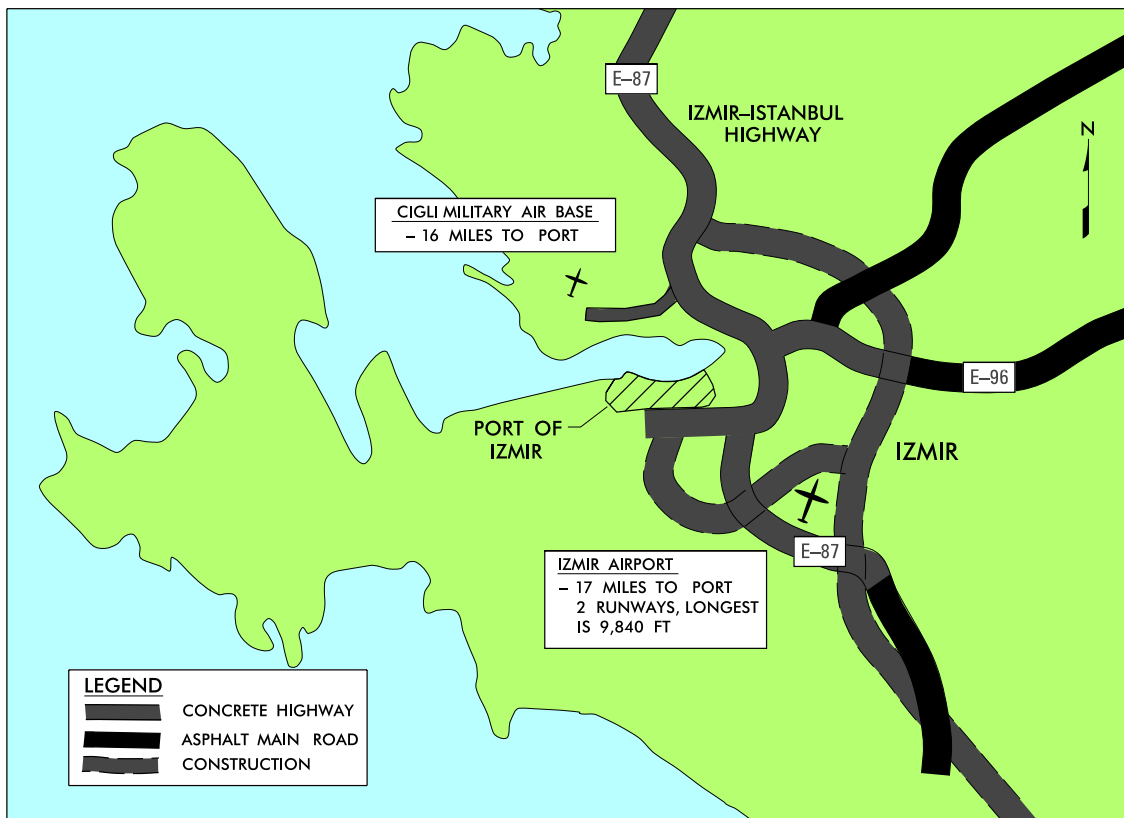 E–87
IZMIR–ISTANBUL
HIGHWAY
N
CIGLI MILITARY AIR BASE
– 16 MILES TO PORT
E–96
PORT OF
IZMIR
IZMIR
E–87
IZMIR AIRPORT
– 17 MILES TO PORT
2 RUNWAYS, LONGEST
IS 9,840 FT
LEGEND
CONCRETE HIGHWAY
ASPHALT MAIN ROAD
CONSTRUCTION